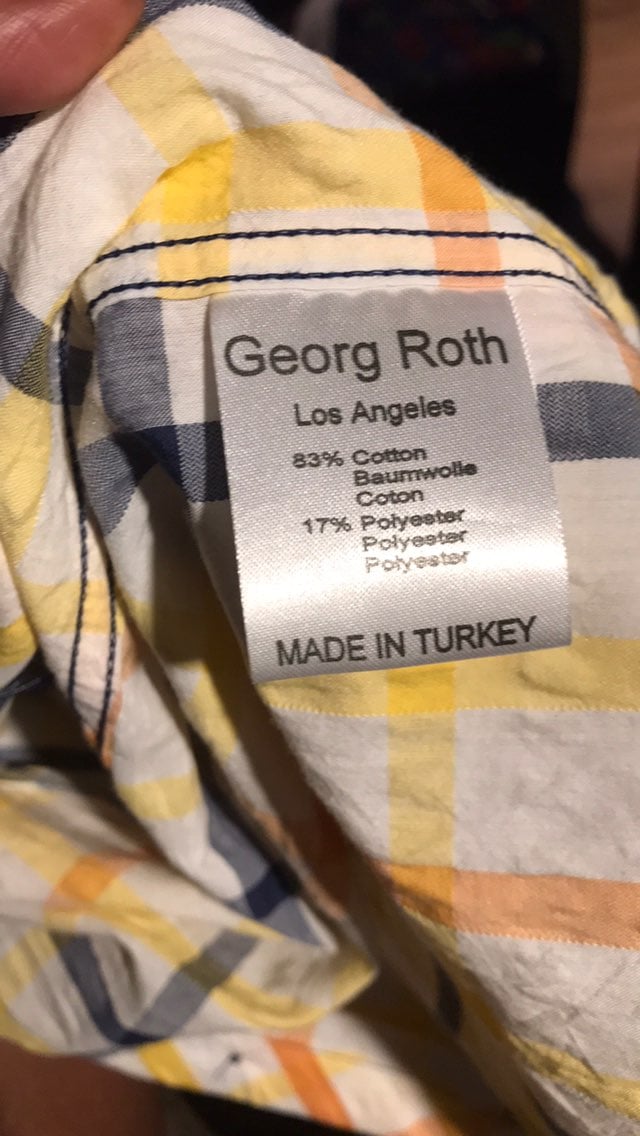 Georg Roth
Los Angeles
83% Cotton
Baumwolle
Coton
17% Polyester
Polyester
Polyester
MADE IN TURKEY